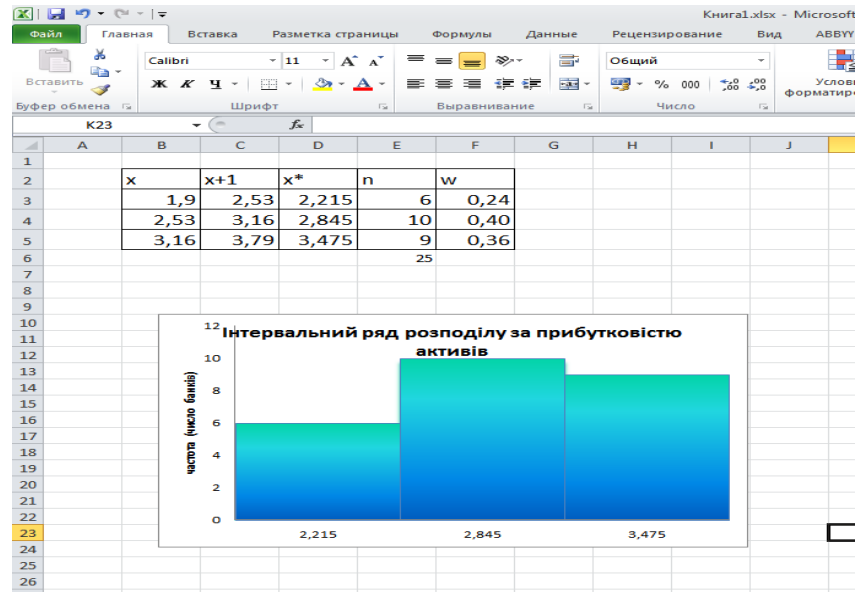 Книга1.xlsx - Microsoft
Файл Главная Вставка Разметка страницы Формулы Данные Рецензирование Вид ABBYY
Вставить Calibri 11 Общий
Ж К Ч % 000
Услови
форматиро
Буфер обмена Шрифт Выравнивание Число
K23 fx
A B C D E F G H I J
1
2 x x+1 x* n w
3 1,9 2,53 2,215 6 0,24
4 2,53 3,16 2,845 10 0,40
5 3,16 3,79 3,475 9 0,36
6 25
7
8
9
10
11
12
13
14
15
16
17
18
19
20
21
22
23
24
25
26
Інтервальний ряд розподілу за прибутковістю
активів
частота (число банків)
12
10
8
6
4
2
0
2,215 2,845 3,475